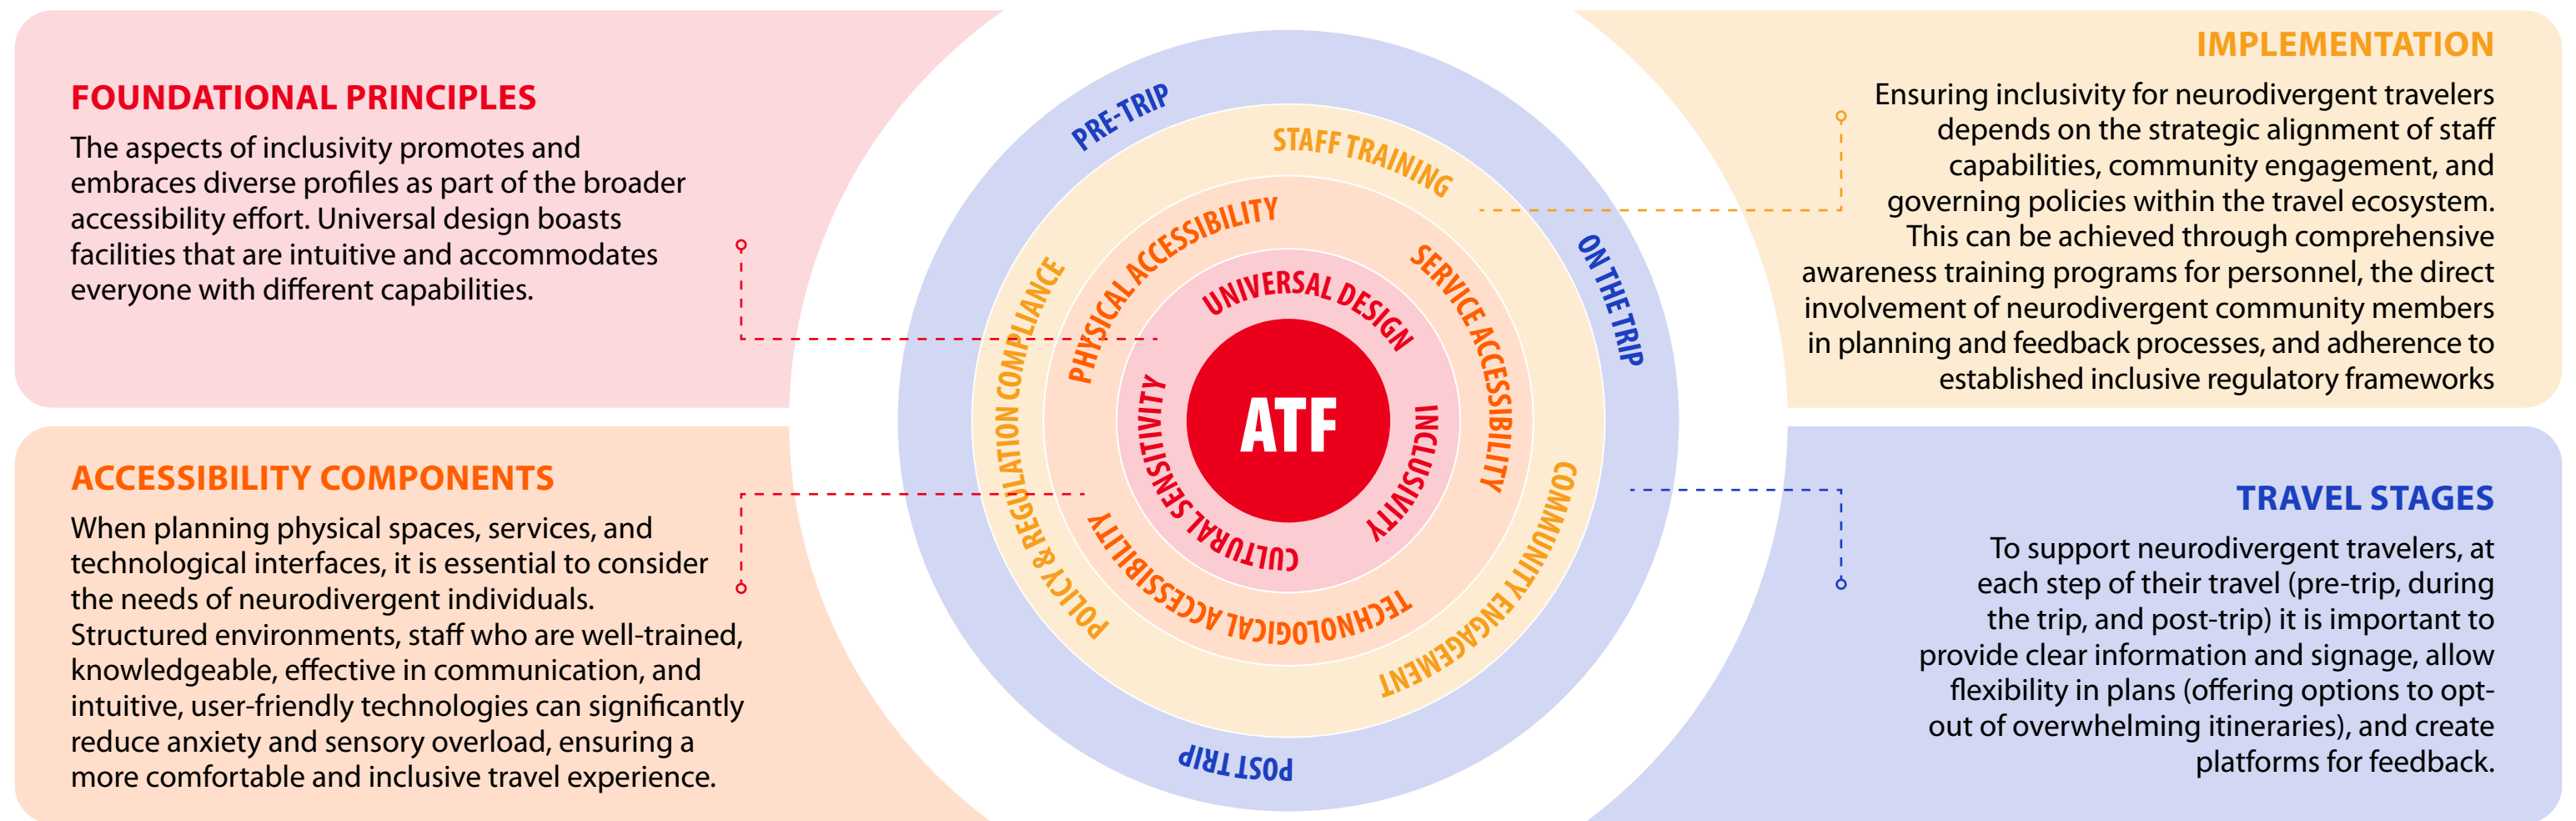 FOUNDATIONAL PRINCIPLES
The aspects of inclusivity promotes and
embraces diverse profiles as part of the broader
accessibility effort. Universal design boasts
facilities that are intuitive and accommodates
everyone with different capabilities.
ACCESSIBILITY COMPONENTS
When planning physical spaces, services, and
technological interfaces, it is essential to consider
the needs of neurodivergent individuals.
Structured environments, staff who are well-trained,
knowledgeable, effective in communication, and
intuitive, user-friendly technologies can significantly
reduce anxiety and sensory overload, ensuring a
more comfortable and inclusive travel experience.
PRE-TRIP
ON THE TRIP
POST TRIP
STAFF TRAINING
COMMUNITY ENGAGEMENT
POLICY & REGULATION COMPLIANCE
PHYSICAL ACCESSIBILITY
SERVICE ACCESSIBILITY
TECHNOLOGICAL ACCESSIBILITY
UNIVERSAL DESIGN
INCLUSIVITY
CULTURAL SENSITIVITY
ATF
IMPLEMENTATION
Ensuring inclusivity for neurodivergent travelers
depends on the strategic alignment of staff
capabilities, community engagement, and
governing policies within the travel ecosystem.
This can be achieved through comprehensive
awareness training programs for personnel, the direct
involvement of neurodivergent community members
in planning and feedback processes, and adherence to
established inclusive regulatory frameworks
TRAVEL STAGES
To support neurodivergent travelers, at
each step of their travel (pre-trip, during
the trip, and post-trip) it is important to
provide clear information and signage, allow
flexibility in plans (offering options to opt-
out of overwhelming itineraries), and create
platforms for feedback.